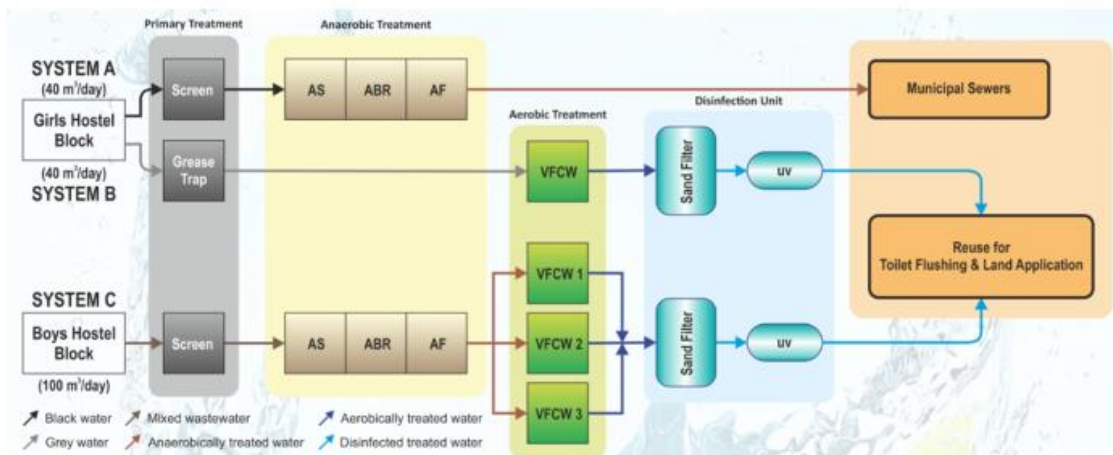 Primary Treatment
Anaerobic Treatment
SYSTEM A
(40 m³/day)
Girls Hostel
Block
(40 m³/day)
SYSTEM B
Screen
AS
ABR
AF
Municipal Sewers
Grease
Trap
Aerobic Treatment
VFCW
Disinfection Unit
Sand Filter
uv
Reuse for
Toilet Flushing & Land Application
SYSTEM C
Boys Hostel
Block
(100 m³/day)
Screen
AS
ABR
AF
VFCW 1
VFCW 2
VFCW 3
Sand Filter
uv
Black water
Mixed wastewater
Aerobically treated water
Grey water
Anaerobically treated water
Disinfected treated water